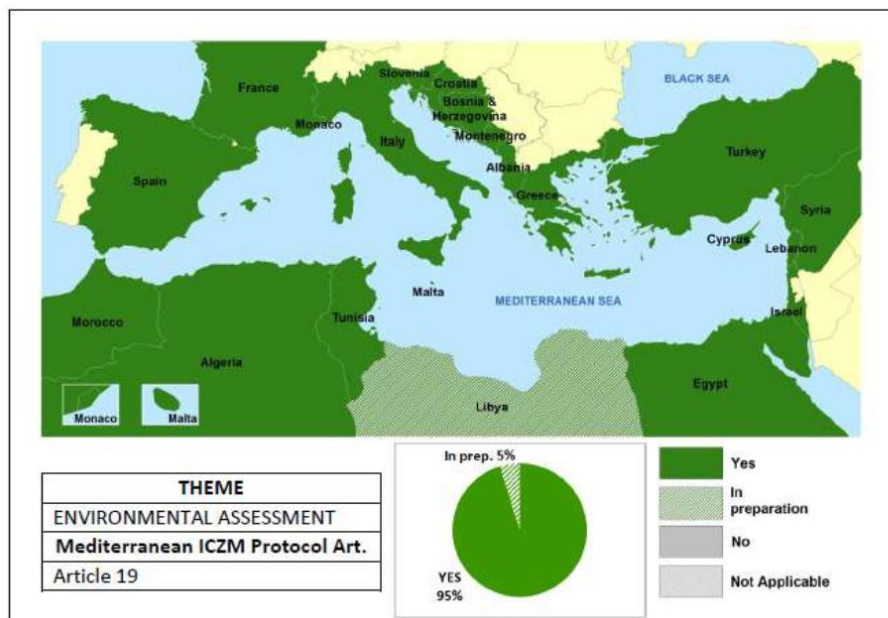 BLACK SEA
Slovenia
Croatia
France
Bosnia &
Herzegovina
Monaco
Italy
Montenegro
Turkey
Albania
Spain
Greece
Syria
Cyprus
Lebanon
Malta
MEDITERRANEAN SEA
Israel
Morocco
Tunisia
Algeria
Egypt
Libya
Monaco
Malta
In prep. 5%
YES
95%
Yes
In
preparation
No
Not Applicable
THEME
ENVIRONMENTAL ASSESSMENT
Mediterranean ICZM Protocol Art.
Article 19